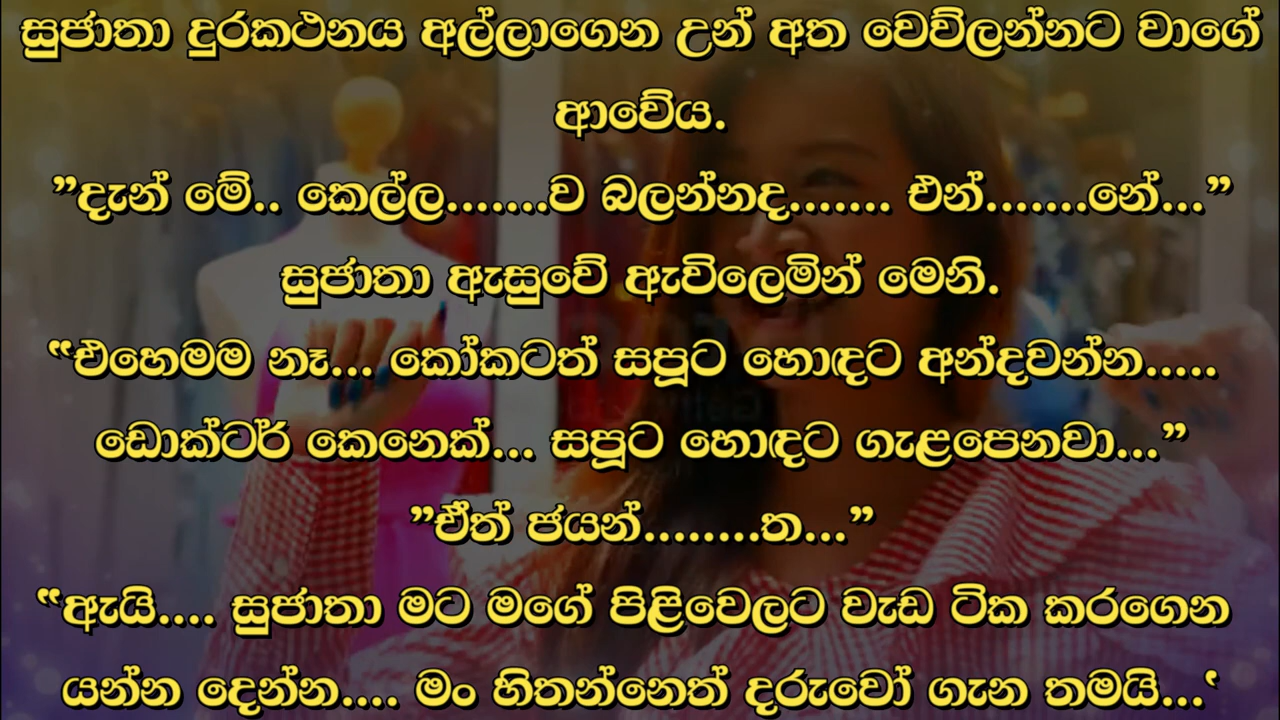 සුජාතා දුරකථනය අල්ලාගෙන උන් අත වෙව්ලන්නට වාගේ
ආවේය.
”දැන් මේ.. කෙල්ල.......ව බලන්නද....... එන්.......නේ...”
සුජාතා ඇසුවේ ඇවිලෙමින් මෙනි.
“එහෙමම නෑ... කෝකටත් සපූට හොඳට අන්දවන්න.....
ඩොක්ටර් කෙනෙක්... සපූට හොඳට ගැළපෙනවා...”
”ඒත් ජයන්........ත...”
“ඇයි.... සුජාතා මට මගේ පිළිවෙලට වැඩ ටික කරගෙන
යන්න දෙන්න.... මං හිතන්නෙත් දරුවෝ ගැන තමයි...‘